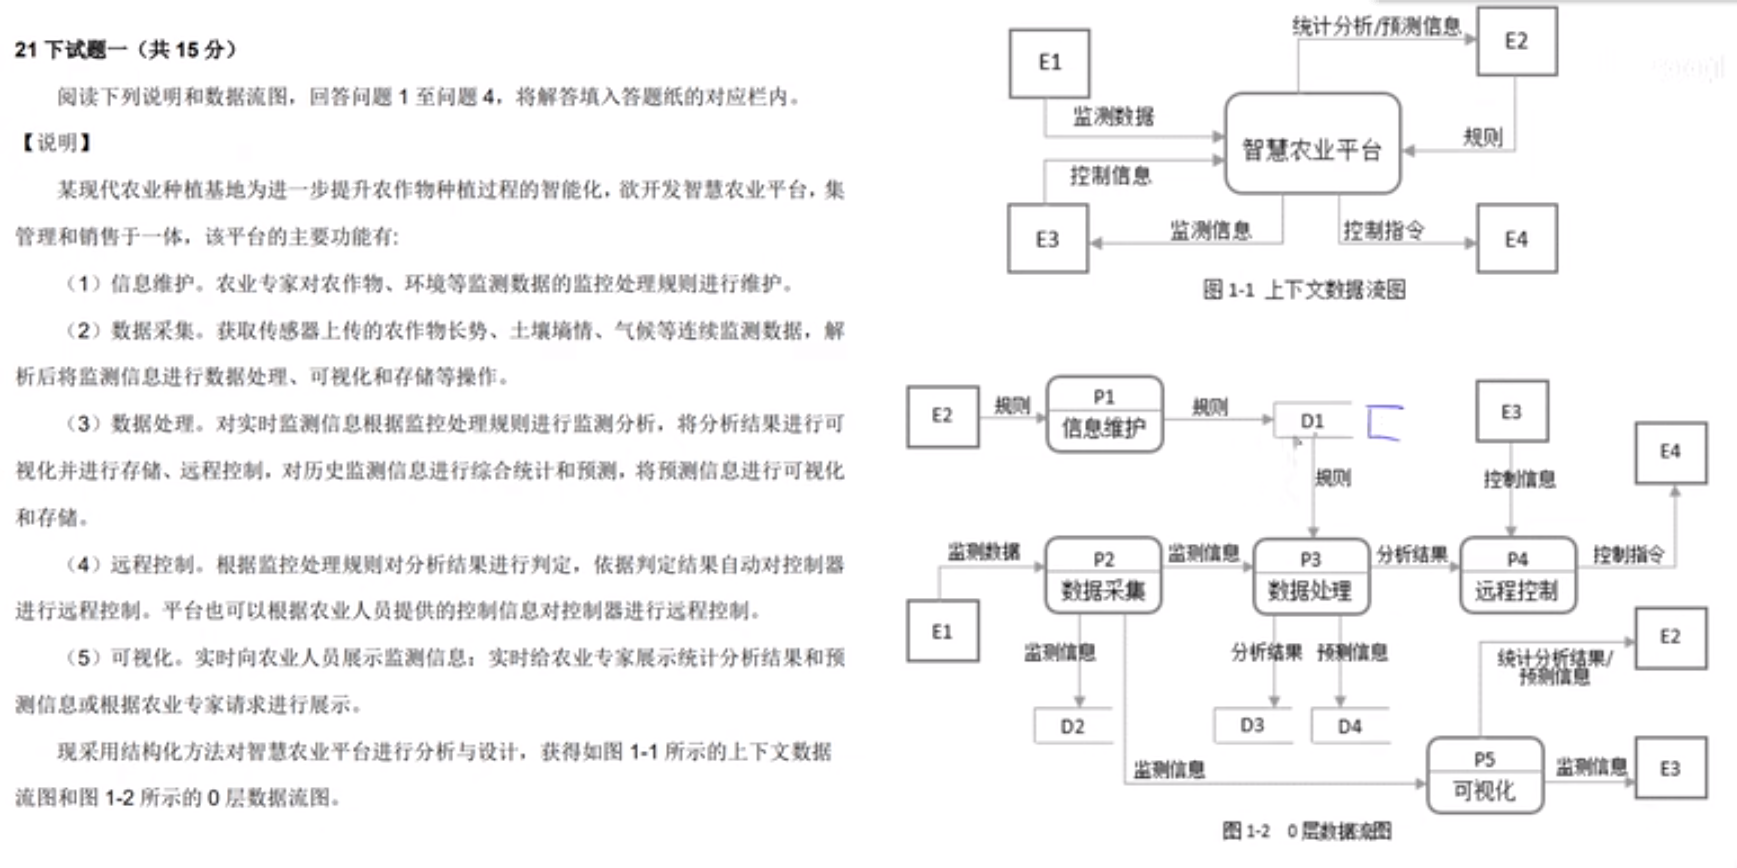 21 下试题一（共 15 分）
阅读下列说明和数据流图，回答问题 1 至问题 4，将解答填入答题纸的对应栏内。
【说明】
某现代农业种植基地为进一步提升农作物种植过程的智能化，欲开发智慧农业平台，集
管理和销售于一体，该平台的主要功能有:
（1）信息维护。农业专家对农作物、环境等监测数据的监控处理规则进行维护。
（2）数据采集。获取传感器上传的农作物长势、土壤墒情、气候等连续监测数据，解
析后将监测信息进行数据处理、可视化和存储等操作。
（3）数据处理。对实时监测信息根据监控处理规则进行监测分析，将分析结果进行可
视化并进行存储、远程控制，对历史监测信息进行综合统计和预测，将预测信息进行可视化
和存储。
（4）远程控制。根据监控处理规则对分析结果进行判定，依据判定结果自动对控制器
进行远程控制。平台也可以根据农业人员提供的控制信息对控制器进行远程控制。
（5）可视化。实时向农业人员展示监测信息；实时给农业专家展示统计分析结果和预
测信息或根据农业专家请求进行展示。
现采用结构化方法对智慧农业平台进行分析与设计，获得如图 1-1 所示的上下文数据
流图和图 1-2 所示的 0 层数据流图。
统计分析/预测信息
E1
E2
监测数据
规则
智慧农业平台
控制信息
E3
监测信息
控制指令
E4
图 1-1 上下文数据流图
E2
规则
P1
信息维护
规则
D1
E3
E4
规则
控制信息
监测数据
P2
数据采集
监测信息
P3
数据处理
分析结果
P4
远程控制
控制指令
E1
监测信息
分析结果
预测信息
统计分析结果/
预测信息
E2
D2
D3
D4
监测信息
P5
可视化
监测信息
E3
图 1-2 0 层数据流图